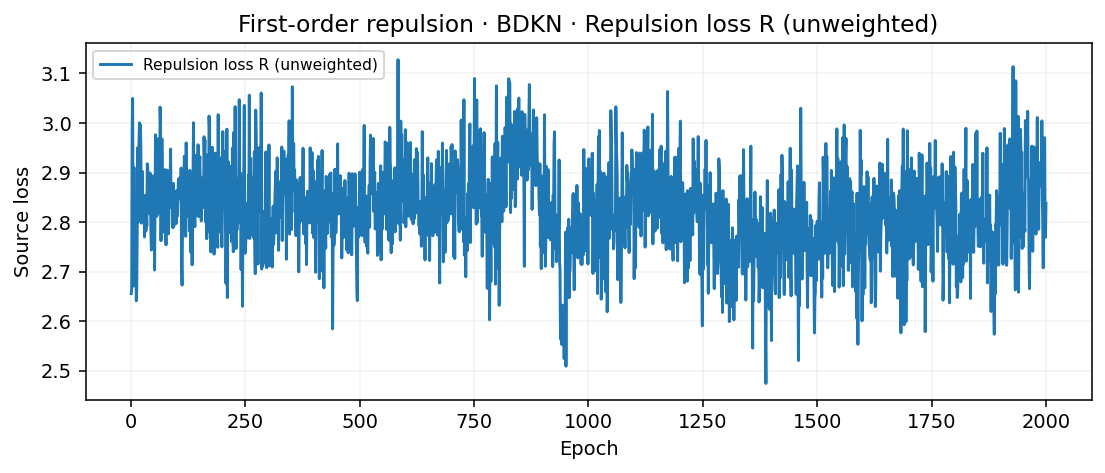 First-order repulsion · BDKN · Repulsion loss R (unweighted)
Repulsion loss R (unweighted)
Source loss
3.1
3.0
2.9
2.8
2.7
2.6
2.5
0 250 500 750 1000 1250 1500 1750 2000
Epoch